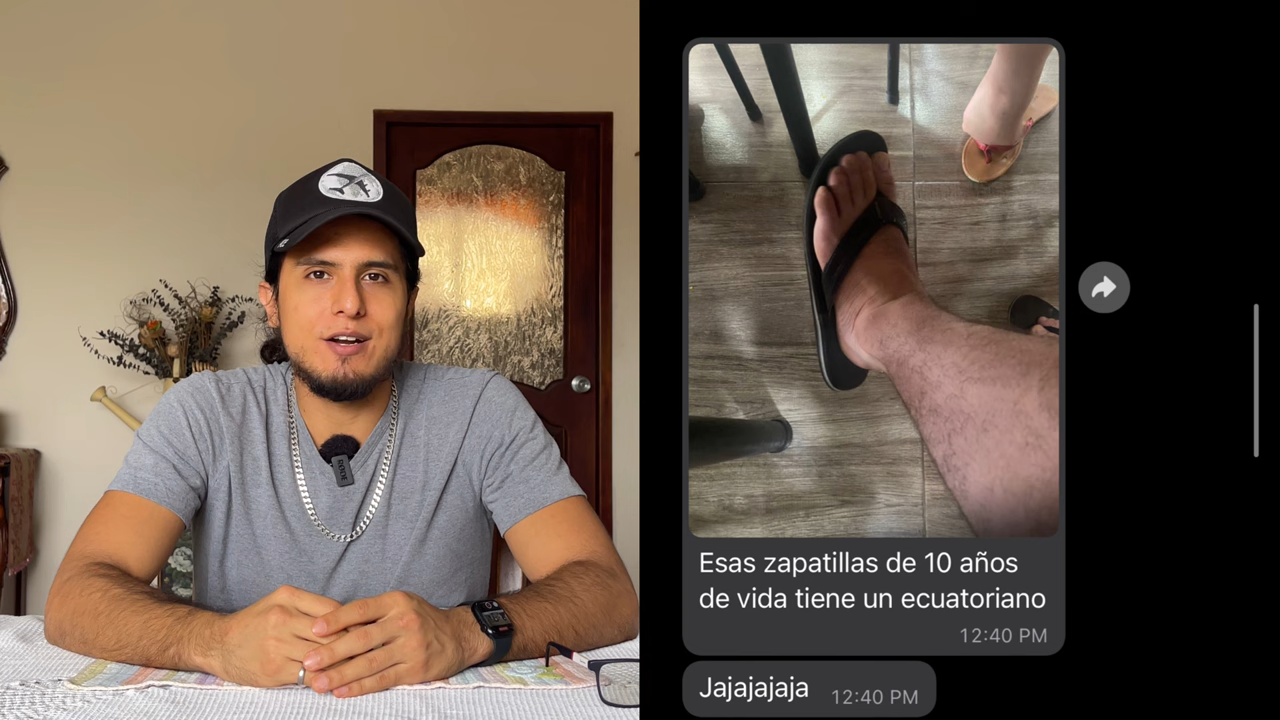 Esas zapatillas de 10 años
de vida tiene un ecuatoriano
12:40 PM
Jajajajaja 12:40 PM